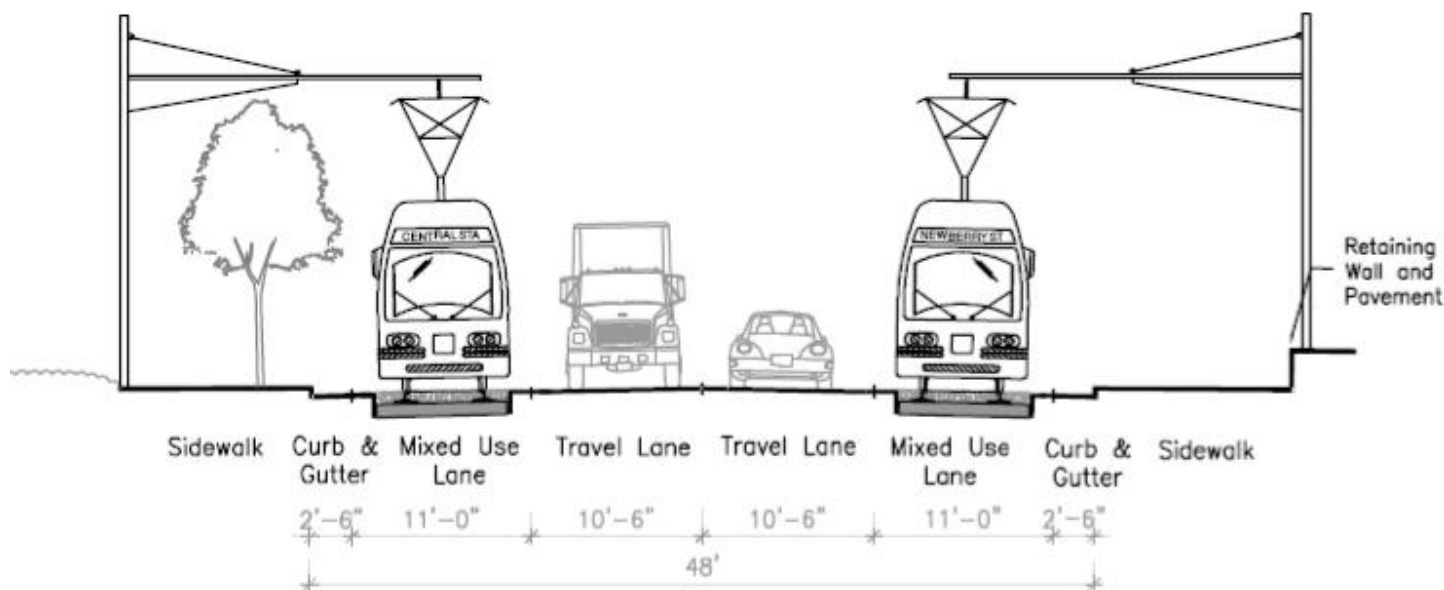 CENTRAL STA
NEWBERRY ST
Retaining
Wall and
Pavement
Sidewalk
Curb &
Gutter
Mixed Use
Lane
Travel Lane
Travel Lane
Mixed Use
Lane
Curb &
Gutter
Sidewalk
2'-6"
11'-0"
10'-6"
10'-6"
11'-0"
2'-6"
48'